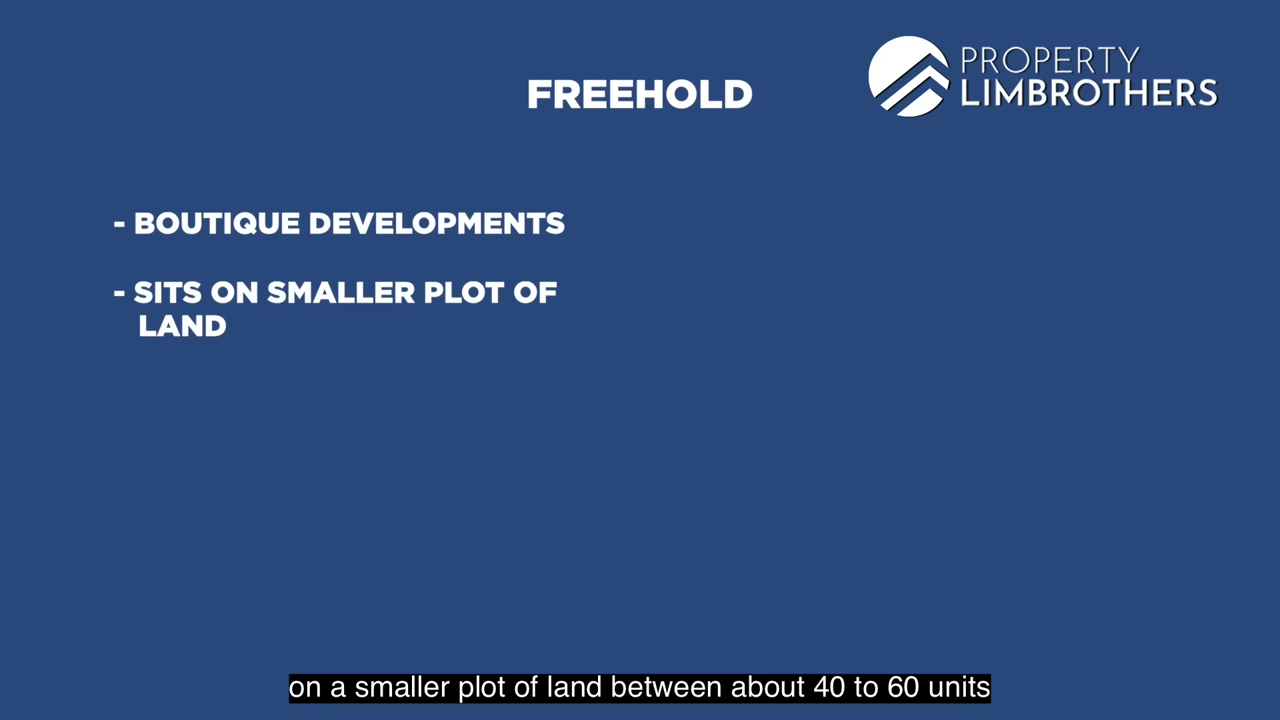 PROPERTY
LIMBROTHERS
FREEHOLD
- BOUTIQUE DEVELOPMENTS
- SITS ON SMALLER PLOT OF
LAND
on a smaller plot of land between about 40 to 60 units